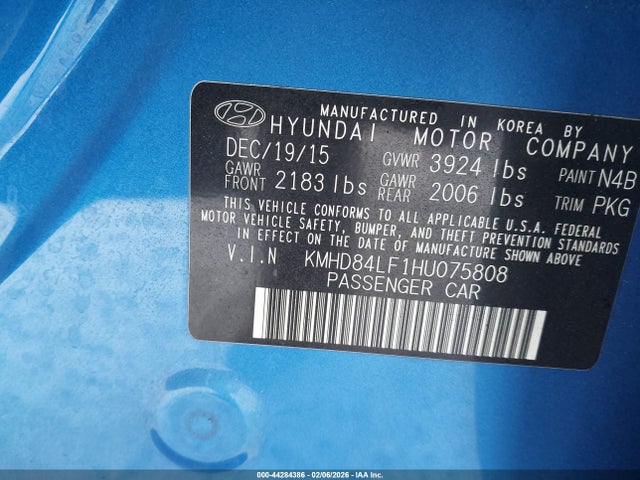 MANUFACTURED IN KOREA BY
HYUNDAI MOTOR COMPANY
DEC/19/15 GVWR 3924 lbs PAINT N4B
GAWR FRONT 2183 lbs GAWR REAR 2006 lbs TRIM PKG
THIS VEHICLE CONFORMS TO ALL APPLICABLE U.S.A. FEDERAL
MOTOR VEHICLE SAFETY, BUMPER, AND THEFT PREVENTION
STANDARDS IN EFFECT ON THE DATE OF MANUFACTURE SHOWN ABOVE
V.I.N KMHD84LF1HU075808
PASSENGER CAR
000-44284386 - 02/06/2026 - IAA, Inc.